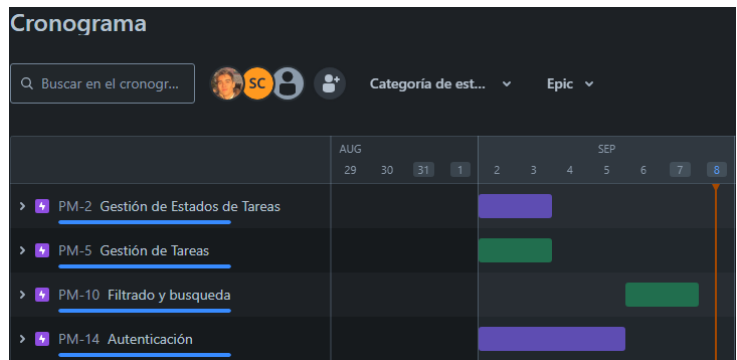 Cronograma
Buscar en el cronogr...
SC
Categoría de est...
Epic
AUG
SEP
29 30 31 1 2 3 4 5 6 7 8
PM-2 Gestión de Estados de Tareas
PM-5 Gestión de Tareas
PM-10 Filtrado y busqueda
PM-14 Autenticación